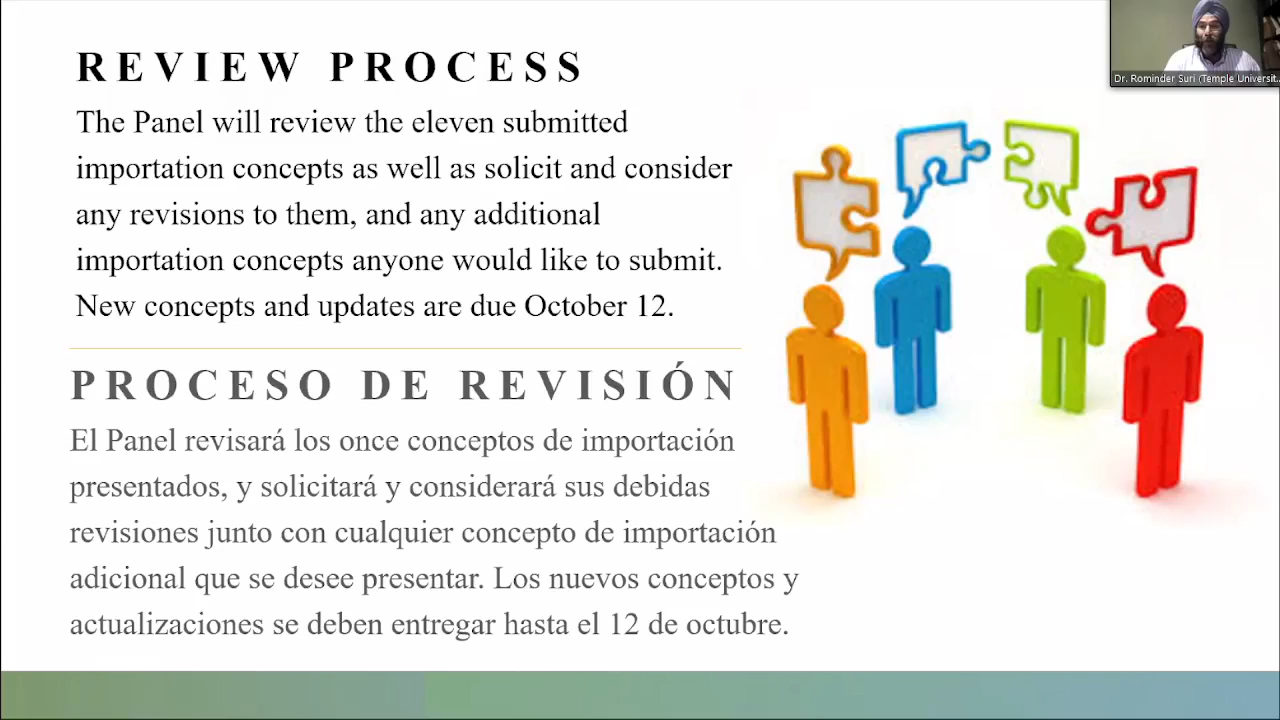 REVIEW PROCESS
The Panel will review the eleven submitted
importation concepts as well as solicit and consider
any revisions to them, and any additional
importation concepts anyone would like to submit.
New concepts and updates are due October 12.
PROCESO DE REVISIÓN
El Panel revisará los once conceptos de importación
presentados, y solicitará y considerará sus debidas
revisiones junto con cualquier concepto de importación
adicional que se desee presentar. Los nuevos conceptos y
actualizaciones se deben entregar hasta el 12 de octubre.
Dr. Rominder Suri (Temple Universit...